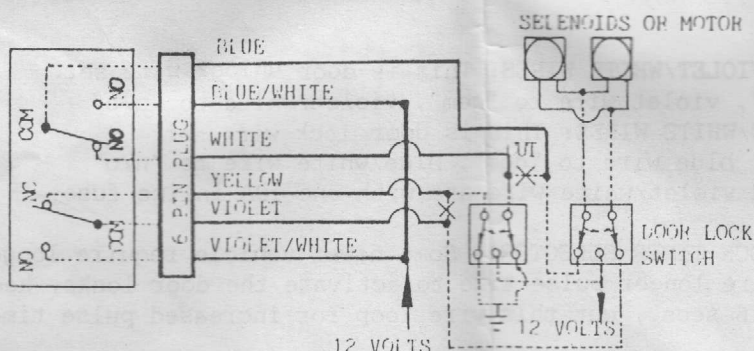 SELENOIDS OR MOTOR
BLUE
BLUE/WHITE
WHITE
YELLOW
VIOLET
VIOLET/WHITE
6 PIN PLUG
NO
COM
NO
NC
COM
NO
VI
DOOR LOCK
SWITCH
12 VOLTS
12 VOLTS